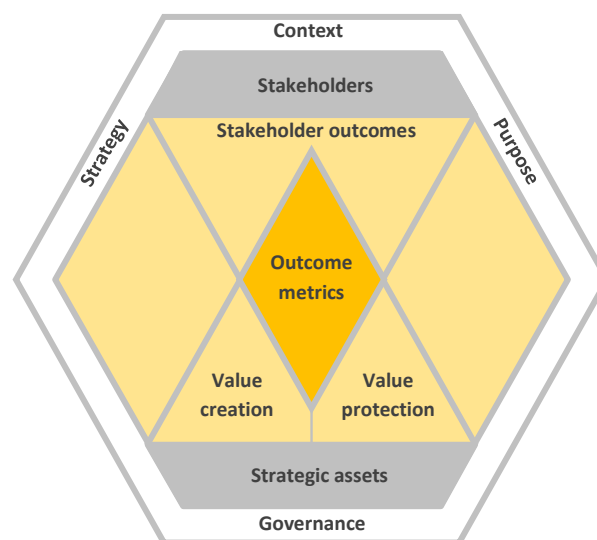 Context
Stakeholders
Strategy
Purpose
Stakeholder outcomes
Outcome
metrics
Value
creation
Value
protection
Strategic assets
Governance